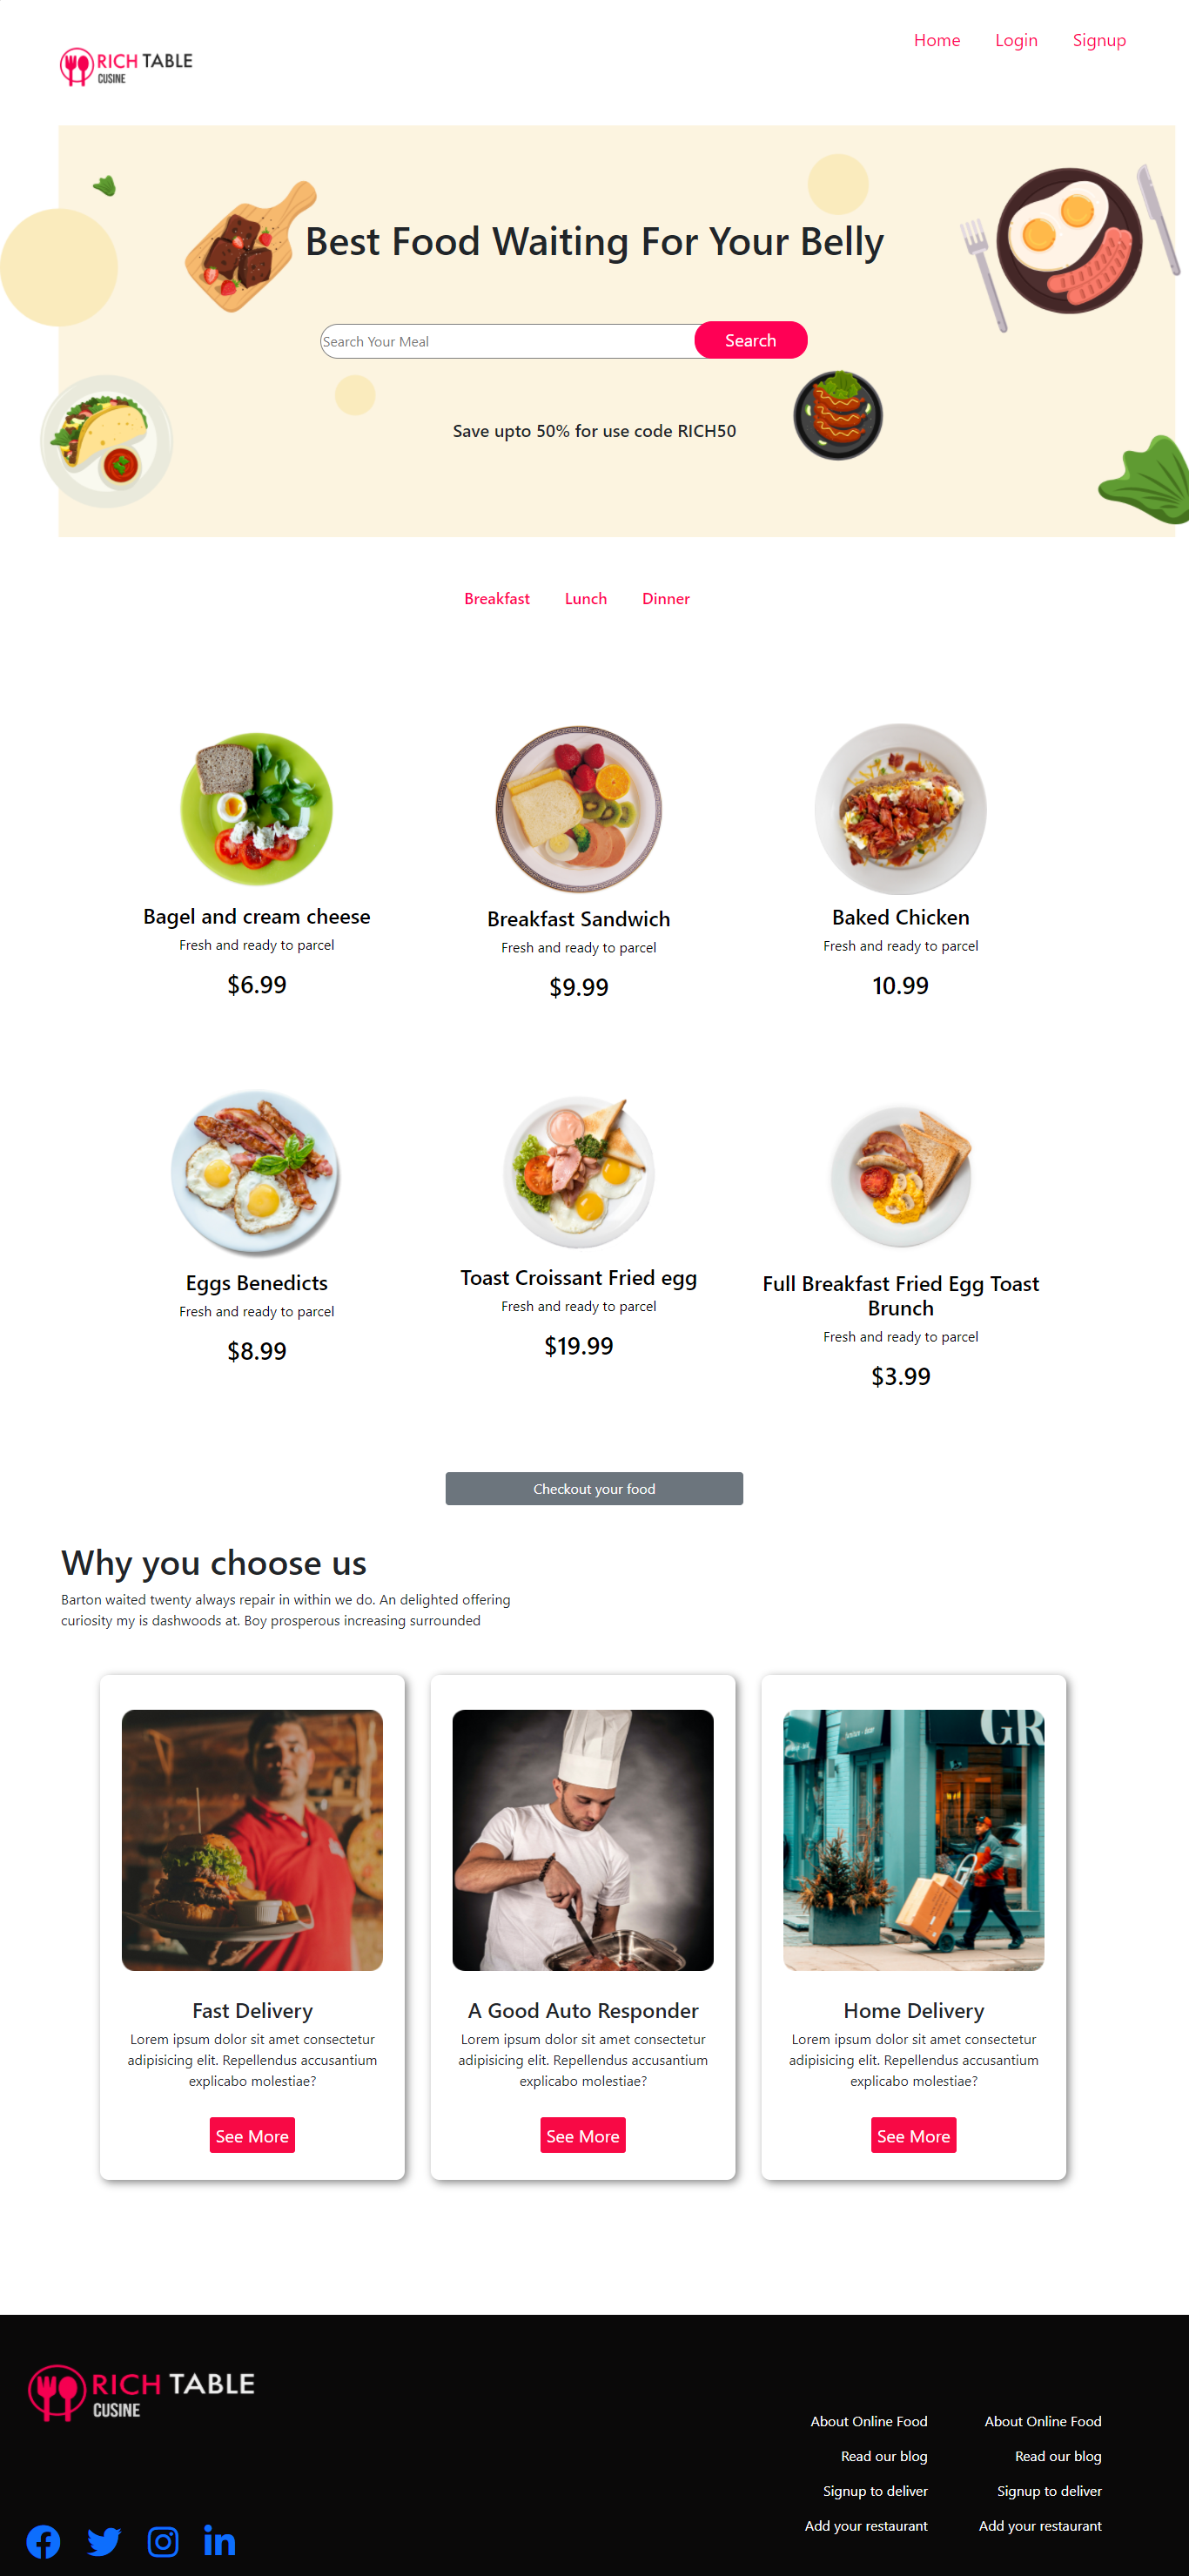 RICH TABLE
CUSINE
Home Login Signup
Best Food Waiting For Your Belly
Search Your Meal
Search
Save upto 50% for use code RICH50
Breakfast Lunch Dinner
Bagel and cream cheese
Fresh and ready to parcel
$6.99
Breakfast Sandwich
Fresh and ready to parcel
$9.99
Baked Chicken
Fresh and ready to parcel
10.99
Eggs Benedicts
Fresh and ready to parcel
$8.99
Toast Croissant Fried egg
Fresh and ready to parcel
$19.99
Full Breakfast Fried Egg Toast
Brunch
Fresh and ready to parcel
$3.99
Checkout your food
Why you choose us
Barton waited twenty always repair in within we do. An delighted offering
curiosity my is dashwoods at. Boy prosperous increasing surrounded
Fast Delivery
Lorem ipsum dolor sit amet consectetur
adipisicing elit. Repellendus accusantium
explicabo molestiae?
See More
A Good Auto Responder
Lorem ipsum dolor sit amet consectetur
adipisicing elit. Repellendus accusantium
explicabo molestiae?
See More
GR
Home Delivery
Lorem ipsum dolor sit amet consectetur
adipisicing elit. Repellendus accusantium
explicabo molestiae?
See More
RICH TABLE
CUSINE
About Online Food
Read our blog
Signup to deliver
Add your restaurant
About Online Food
Read our blog
Signup to deliver
Add your restaurant